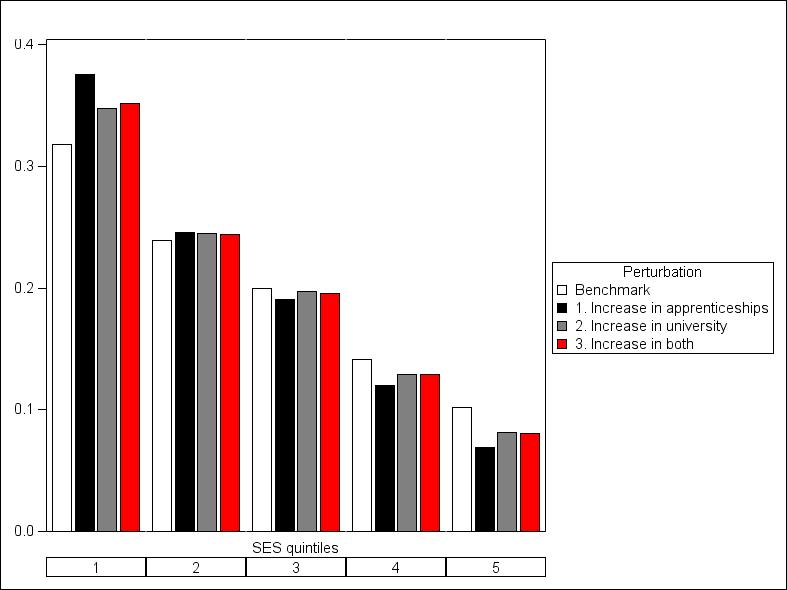 0.4
0.3
0.2
0.1
0.0
SES quintiles
1 2 3 4 5
Perturbation
Benchmark
1. Increase in apprenticeships
2. Increase in university
3. Increase in both